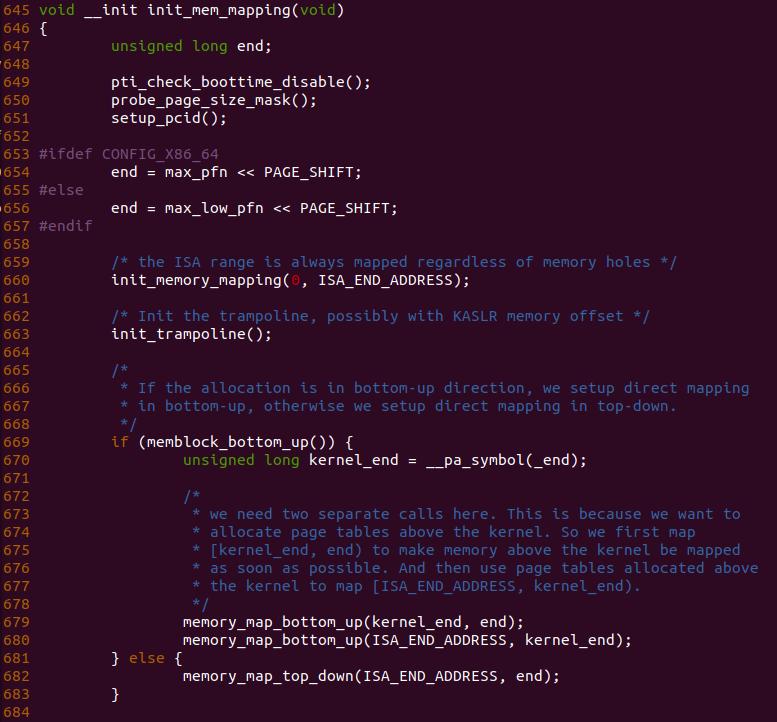 645 void __init init_mem_mapping(void)
646 {
647         unsigned long end;
648
649         pti_check_boottime_disable();
650         probe_page_size_mask();
651         setup_pcid();
652
653 #ifdef CONFIG_X86_64
654         end = max_pfn << PAGE_SHIFT;
655 #else
656         end = max_low_pfn << PAGE_SHIFT;
657 #endif
658
659         /* the ISA range is always mapped regardless of memory holes */
660         init_memory_mapping(0, ISA_END_ADDRESS);
661
662         /* Init the trampoline, possibly with KASLR memory offset */
663         init_trampoline();
664
665         /*
666          * If the allocation is in bottom-up direction, we setup direct mapping
667          * in bottom-up, otherwise we setup direct mapping in top-down.
668          */
669         if (memblock_bottom_up()) {
670                 unsigned long kernel_end = __pa_symbol(_end);
671
672                 /*
673                  * we need two separate calls here. This is because we want to
674                  * allocate page tables above the kernel. So we first map
675                  * [kernel_end, end) to make memory above the kernel be mapped
676                  * as soon as possible. And then use page tables allocated above
677                  * the kernel to map [ISA_END_ADDRESS, kernel_end).
678                  */
679                 memory_map_bottom_up(kernel_end, end);
680                 memory_map_bottom_up(ISA_END_ADDRESS, kernel_end);
681         } else {
682                 memory_map_top_down(ISA_END_ADDRESS, end);
683         }
684